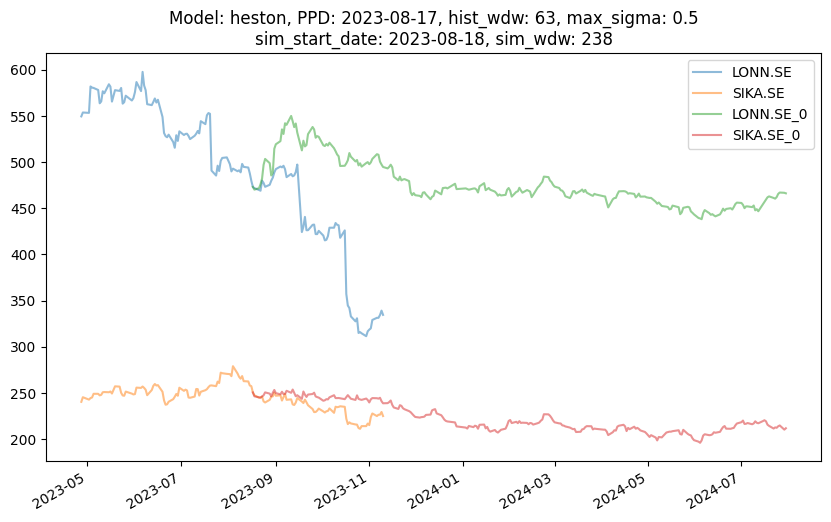 Model: heston, PPD: 2023-08-17, hist_wdw: 63, max_sigma: 0.5
sim_start_date: 2023-08-18, sim_wdw: 238
LONN.SE
SIKA.SE
LONN.SE_0
SIKA.SE_0
600
550
500
450
400
350
300
250
200
2023-05
2023-07
2023-09
2023-11
2024-01
2024-03
2024-05
2024-07